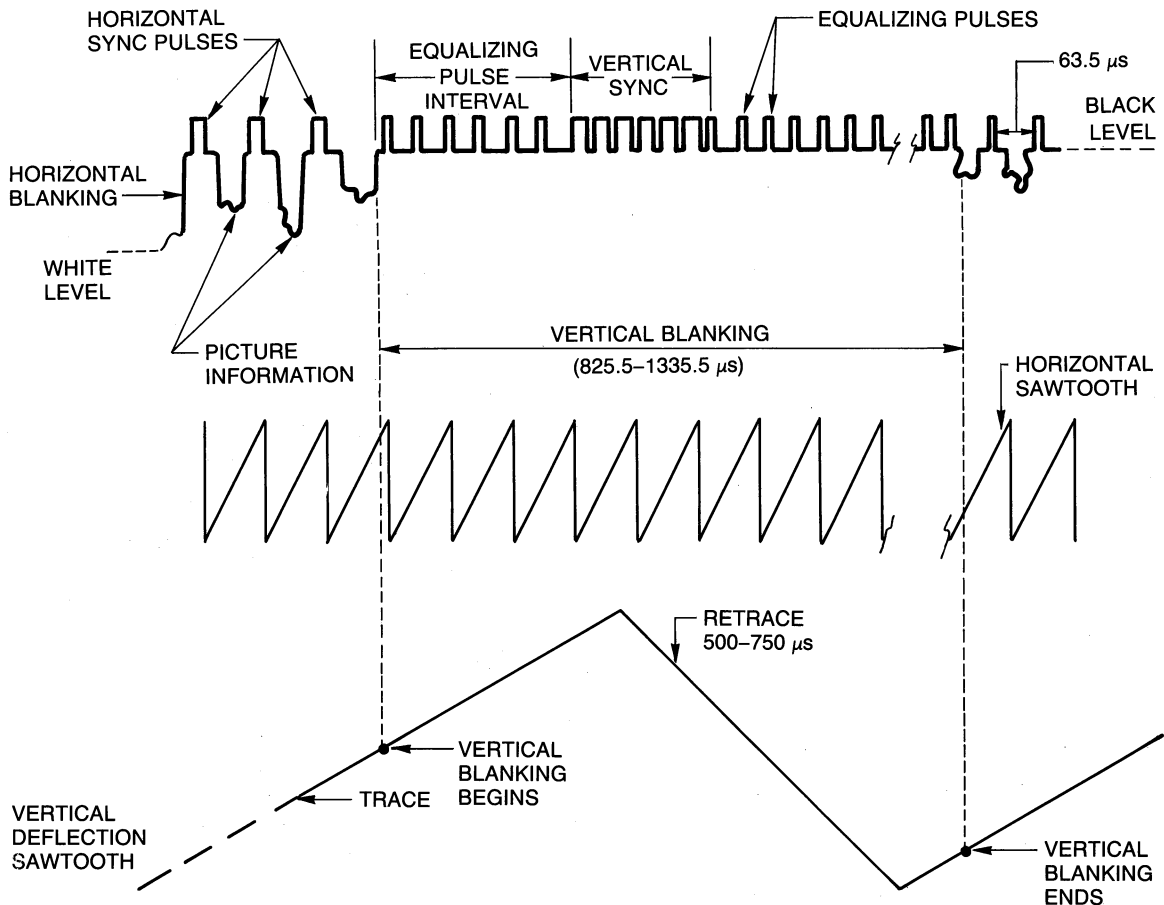 HORIZONTAL
SYNC PULSES
EQUALIZING
PULSE
INTERVAL
VERTICAL
SYNC
EQUALIZING PULSES
63.5 μs
BLACK
LEVEL
HORIZONTAL
BLANKING
WHITE
LEVEL
PICTURE
INFORMATION
VERTICAL BLANKING
(825.5–1335.5 μs)
HORIZONTAL
SAWTOOTH
RETRACE
500–750 μs
VERTICAL
BLANKING
BEGINS
TRACE
VERTICAL
DEFLECTION
SAWTOOTH
VERTICAL
BLANKING
ENDS